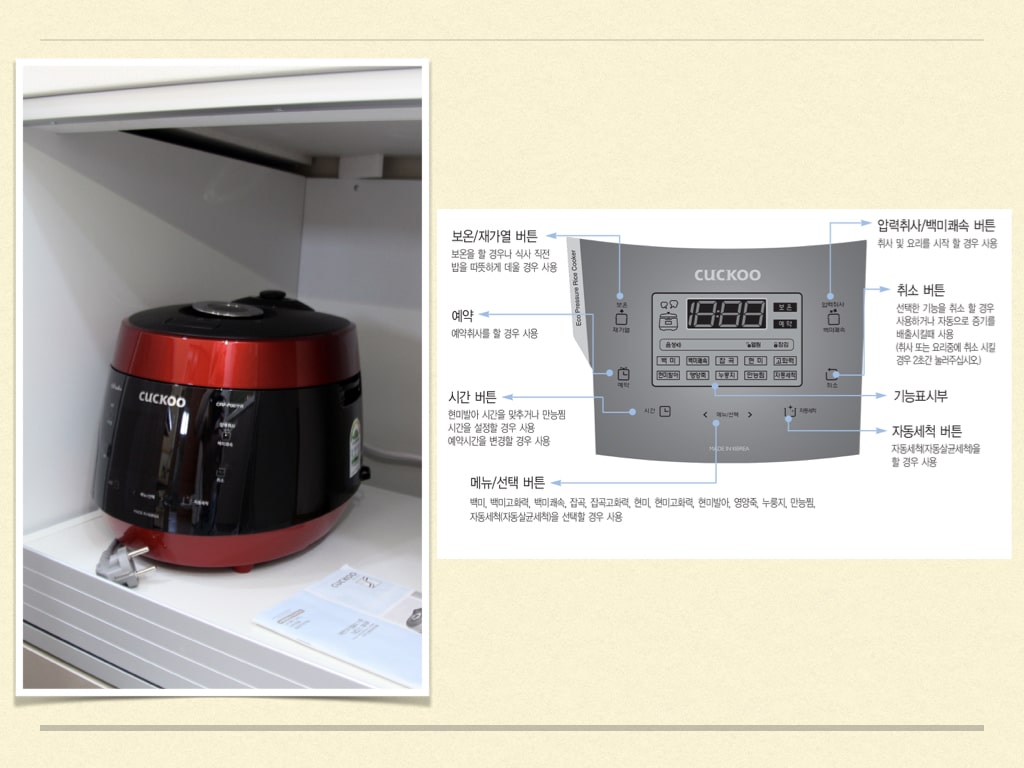 CUCKOO
MADE IN KOREA
CUCKOO
보온/재가열 버튼
보온을 할 경우나 식사 직전
밥을 따뜻하게 데울 경우 사용
예약
예약취사를 할 경우 사용
시간 버튼
현미발아 시간을 맞추거나 만능찜
시간을 설정할 경우 사용
예약시간을 변경할 경우 사용
메뉴/선택 버튼
백미, 백미고화력, 백미쾌속, 잡곡, 잡곡고화력, 현미, 현미고화력, 현미발아, 영양죽, 누룽지, 만능찜,
자동세척(자동살균세척)을 선택할 경우 사용
Eco Pressure Rice Cooker
CUCKOO
보온
재가열
18:88
보 온
예 약
압력취사
백미쾌속
음성
잠금
백 미 백미쾌속 잡 곡 현 미 고화력
현미발아 영양죽 누룽지 만능찜 자동세척
예약
취소
시간
< 메뉴/선택 >
자동세척
MADE IN KOREA
압력취사/백미쾌속 버튼
취사 및 요리를 시작 할 경우 사용
취소 버튼
선택한 기능을 취소 할 경우
사용하거나 자동으로 증기를
배출시킬때 사용
(취사 또는 요리중에 취소 시킬
경우 2초간 눌러주십시오)
기능표시부
자동세척 버튼
자동세척(자동살균세척)을
할 경우 사용